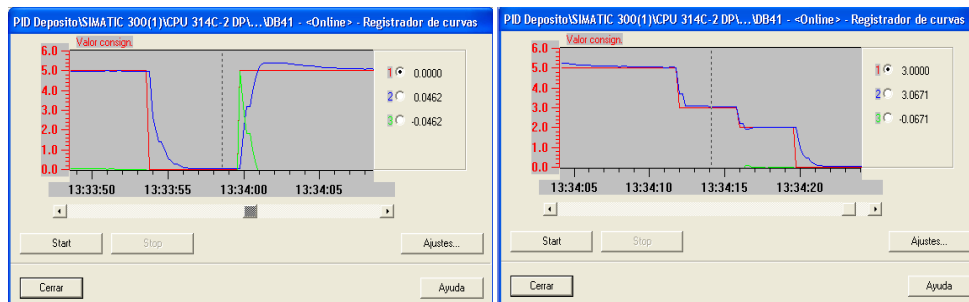 PID Deposito\SIMATIC 300(1)\CPU 314C-2 DP\...\DB41 - <Online> - Registrador de curvas
Valor consign.
6.0
5.0
4.0
3.0
2.0
1.0
0.0
1 0.0000
2 0.0462
3 -0.0462
13:33:50 13:33:55 13:34:00 13:34:05
Start Stop Ajustes...
Cerrar Ayuda
PID Deposito\SIMATIC 300(1)\CPU 314C-2 DP\...\DB41 - <Online> - Registrador de curvas
Valor consign.
6.0
5.0
4.0
3.0
2.0
1.0
0.0
1 3.0000
2 3.0671
3 -0.0671
13:34:05 13:34:10 13:34:15 13:34:20
Start Stop Ajustes...
Cerrar Ayuda